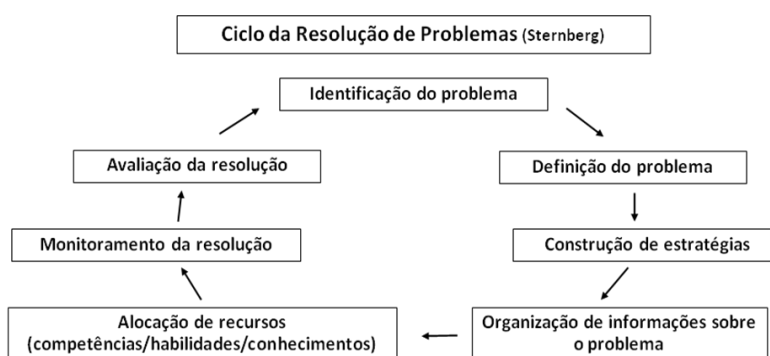 Ciclo da Resolução de Problemas (Sternberg)
Identificação do problema
Definição do problema
Construção de estratégias
Organização de informações sobre
o problema
Alocação de recursos
(competências/habilidades/conhecimentos)
Monitoramento da resolução
Avaliação da resolução